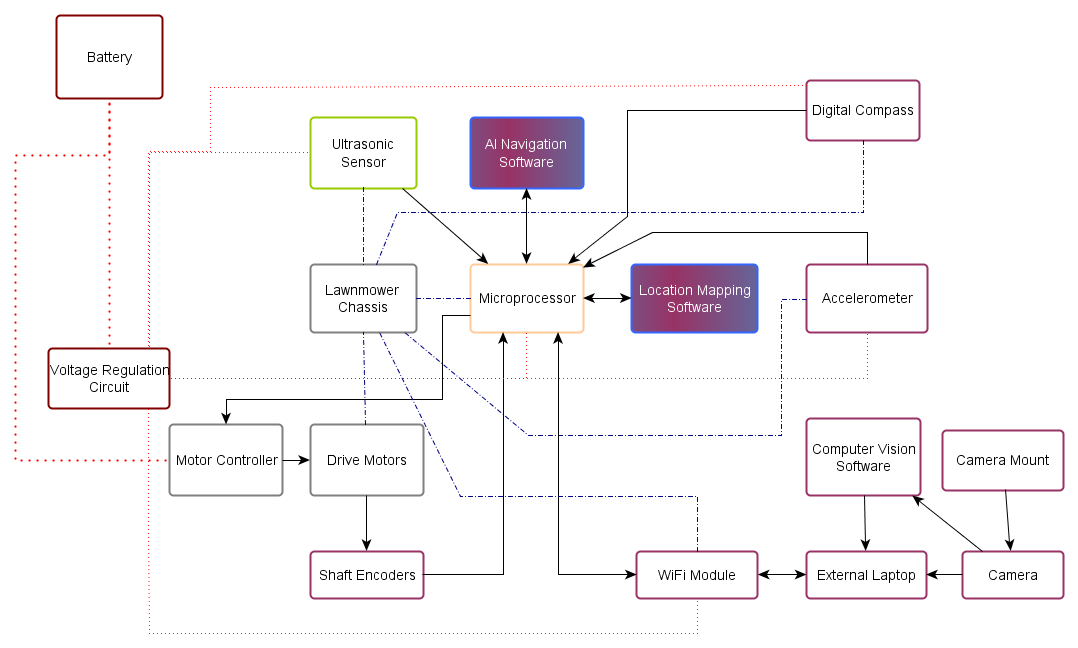 Battery
Digital Compass
Ultrasonic
Sensor
AI Navigation
Software
Lawnmower
Chassis
Microprocessor
Location Mapping
Software
Accelerometer
Voltage Regulation
Circuit
Motor Controller
Drive Motors
Computer Vision
Software
Camera Mount
Shaft Encoders
WiFi Module
External Laptop
Camera